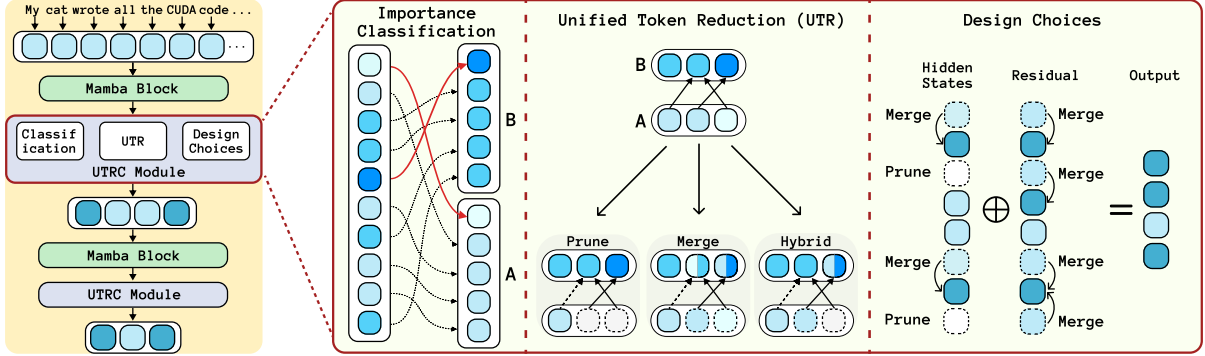 My cat wrote all the CUDA code ...
...
Mamba Block
Classif
ication
UTR
Design
Choices
UTRC Module
Mamba Block
UTRC Module
Importance
Classification
B
A
Unified Token Reduction (UTR)
B
A
Prune
Merge
Hybrid
Design Choices
Hidden
States
Residual
Output
Merge
Merge
Prune
Merge
Merge
Merge
Prune
Merge